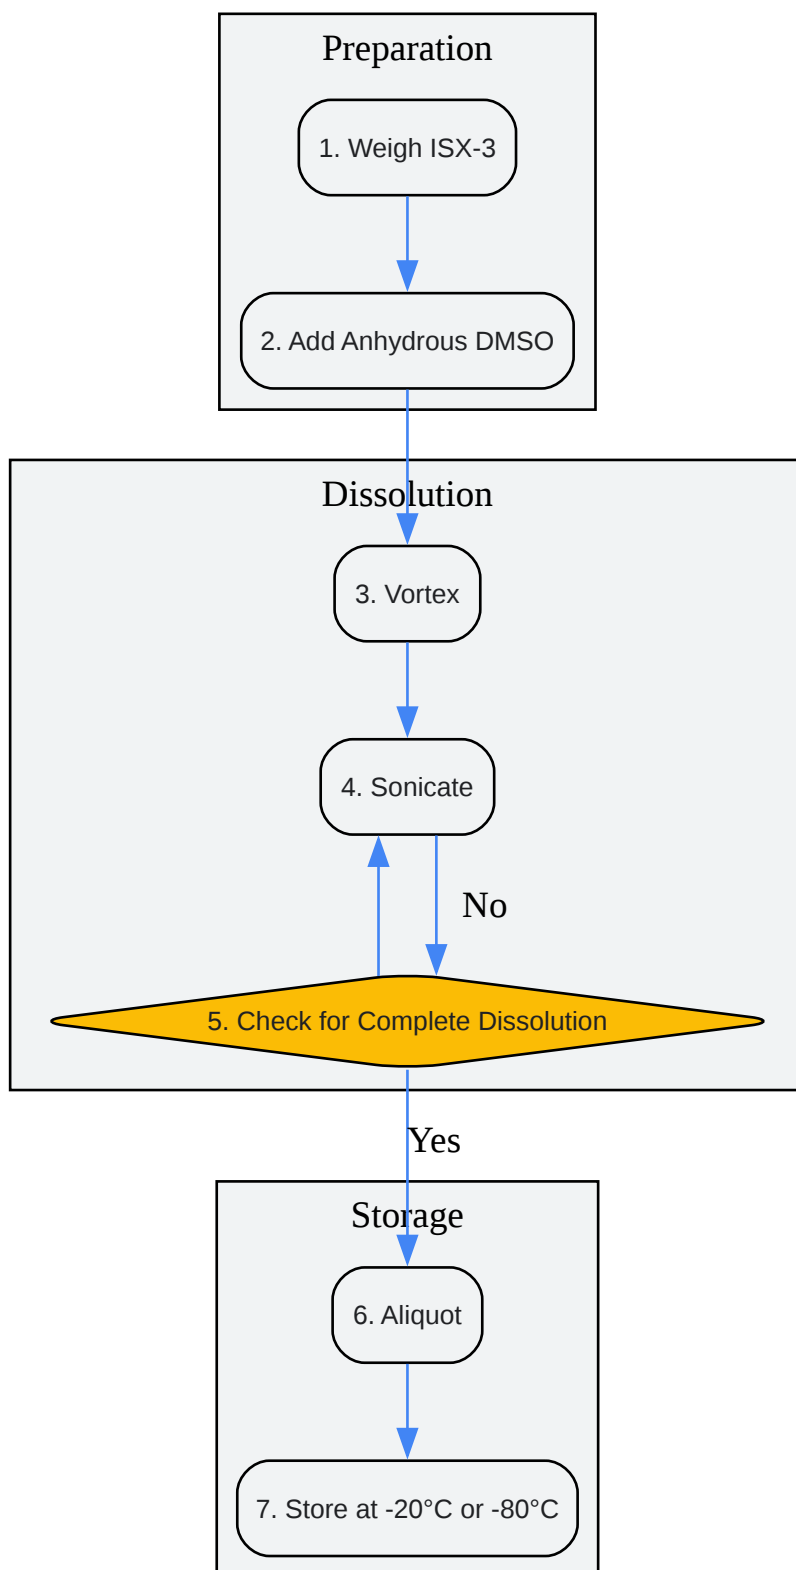 Preparation
1. Weigh ISX-3
2. Add Anhydrous DMSO
Dissolution
3. Vortex
4. Sonicate
No
5. Check for Complete Dissolution
Yes
Storage
6. Aliquot
7. Store at -20°C or -80°C